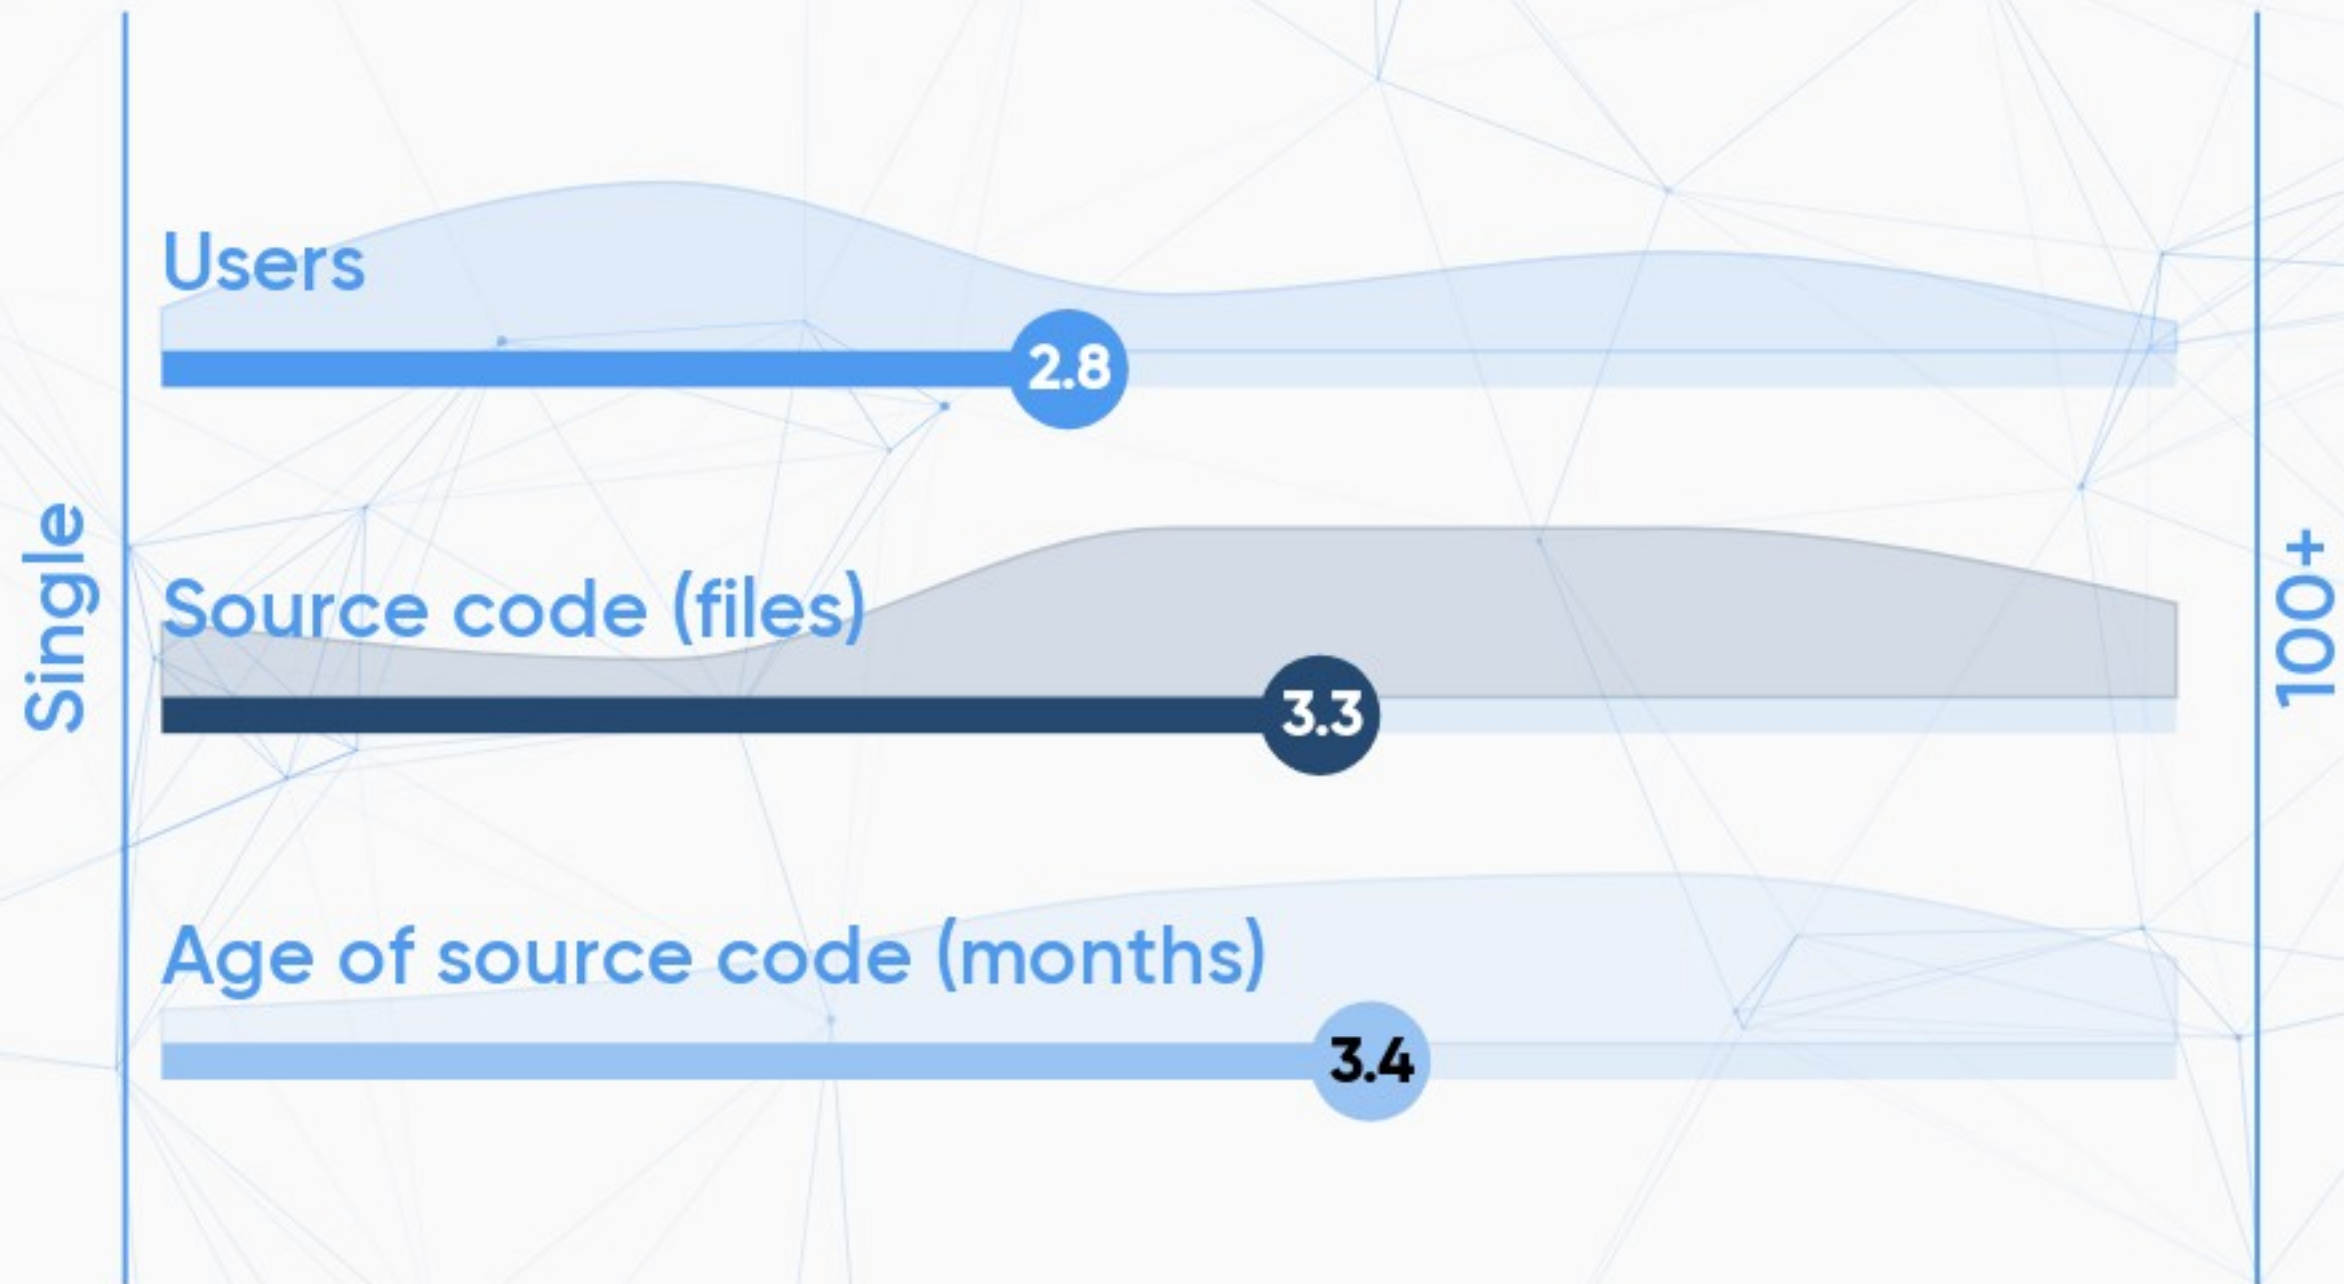 Single
Users
2.8
Source code (files)
3.3
Age of source code (months)
3.4
100+